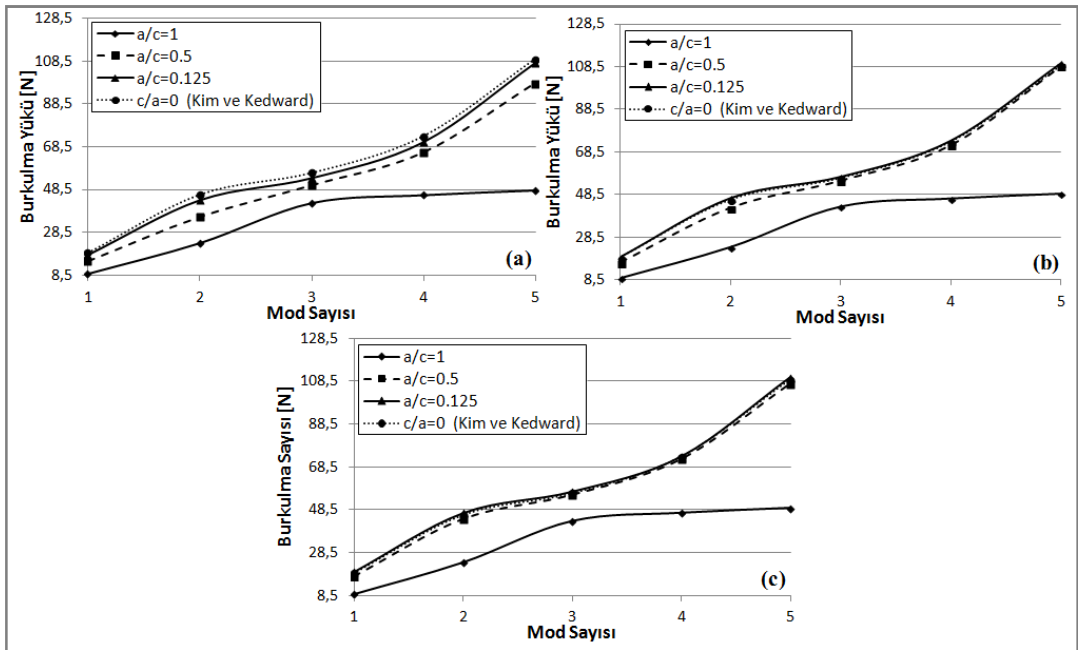 128,5
108,5
88,5
68,5
48,5
28,5
8,5
Burkulma Yükü [N]
a/c=1
a/c=0.5
a/c=0.125
c/a=0 (Kim ve Kedward)
(a)
1 2 3 4 5
Mod Sayısı
128,5
108,5
88,5
68,5
48,5
28,5
8,5
Burkulma Yükü [N]
a/c=1
a/c=0.5
a/c=0.125
c/a=0 (Kim ve Kedward)
(b)
1 2 3 4 5
Mod Sayısı
128,5
108,5
88,5
68,5
48,5
28,5
8,5
Burkulma Sayısı [N]
a/c=1
a/c=0.5
a/c=0.125
c/a=0 (Kim ve Kedward)
(c)
1 2 3 4 5
Mod Sayısı